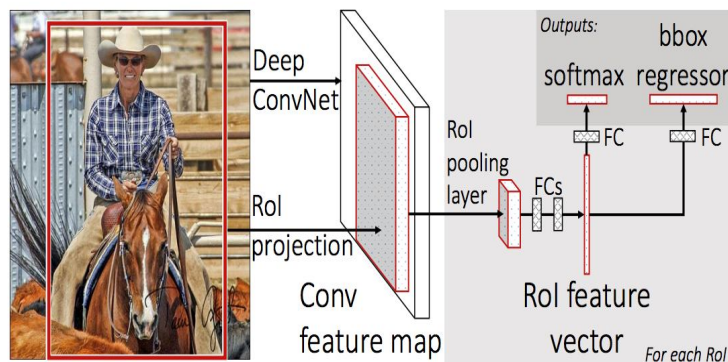 Outputs:
bbox
softmax regressor
Deep
ConvNet
FC
FC
RoI
pooling
layer
FCs
RoI
projection
Conv
feature map
RoI feature
vector
For each RoI